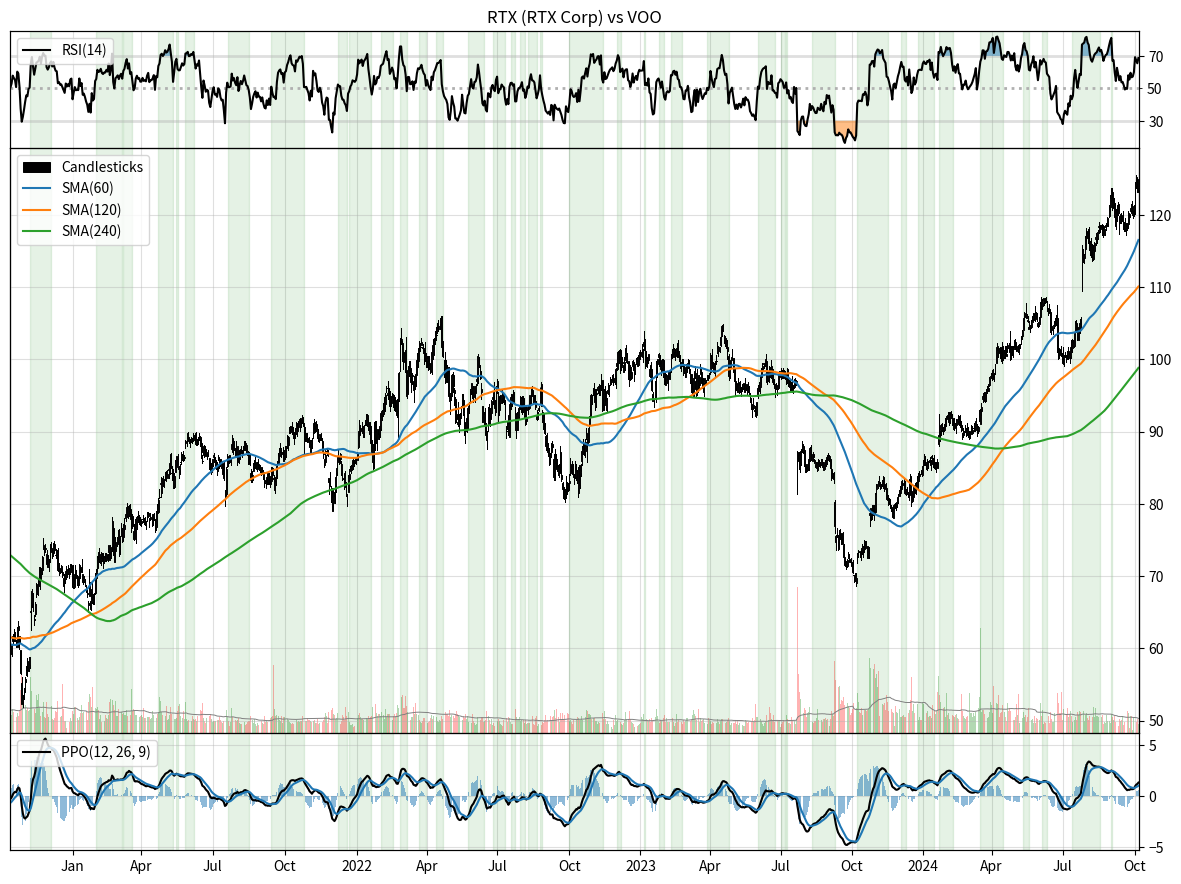 RTX (RTX Corp) vs VOO
RSI(14)
70
50
30
Candlesticks
SMA(60)
SMA(120)
SMA(240)
120
110
100
90
80
70
60
50
PPO(12, 26, 9)
5
0
−5
Jan Apr Jul Oct 2022 Apr Jul Oct 2023 Apr Jul Oct 2024 Apr Jul Oct